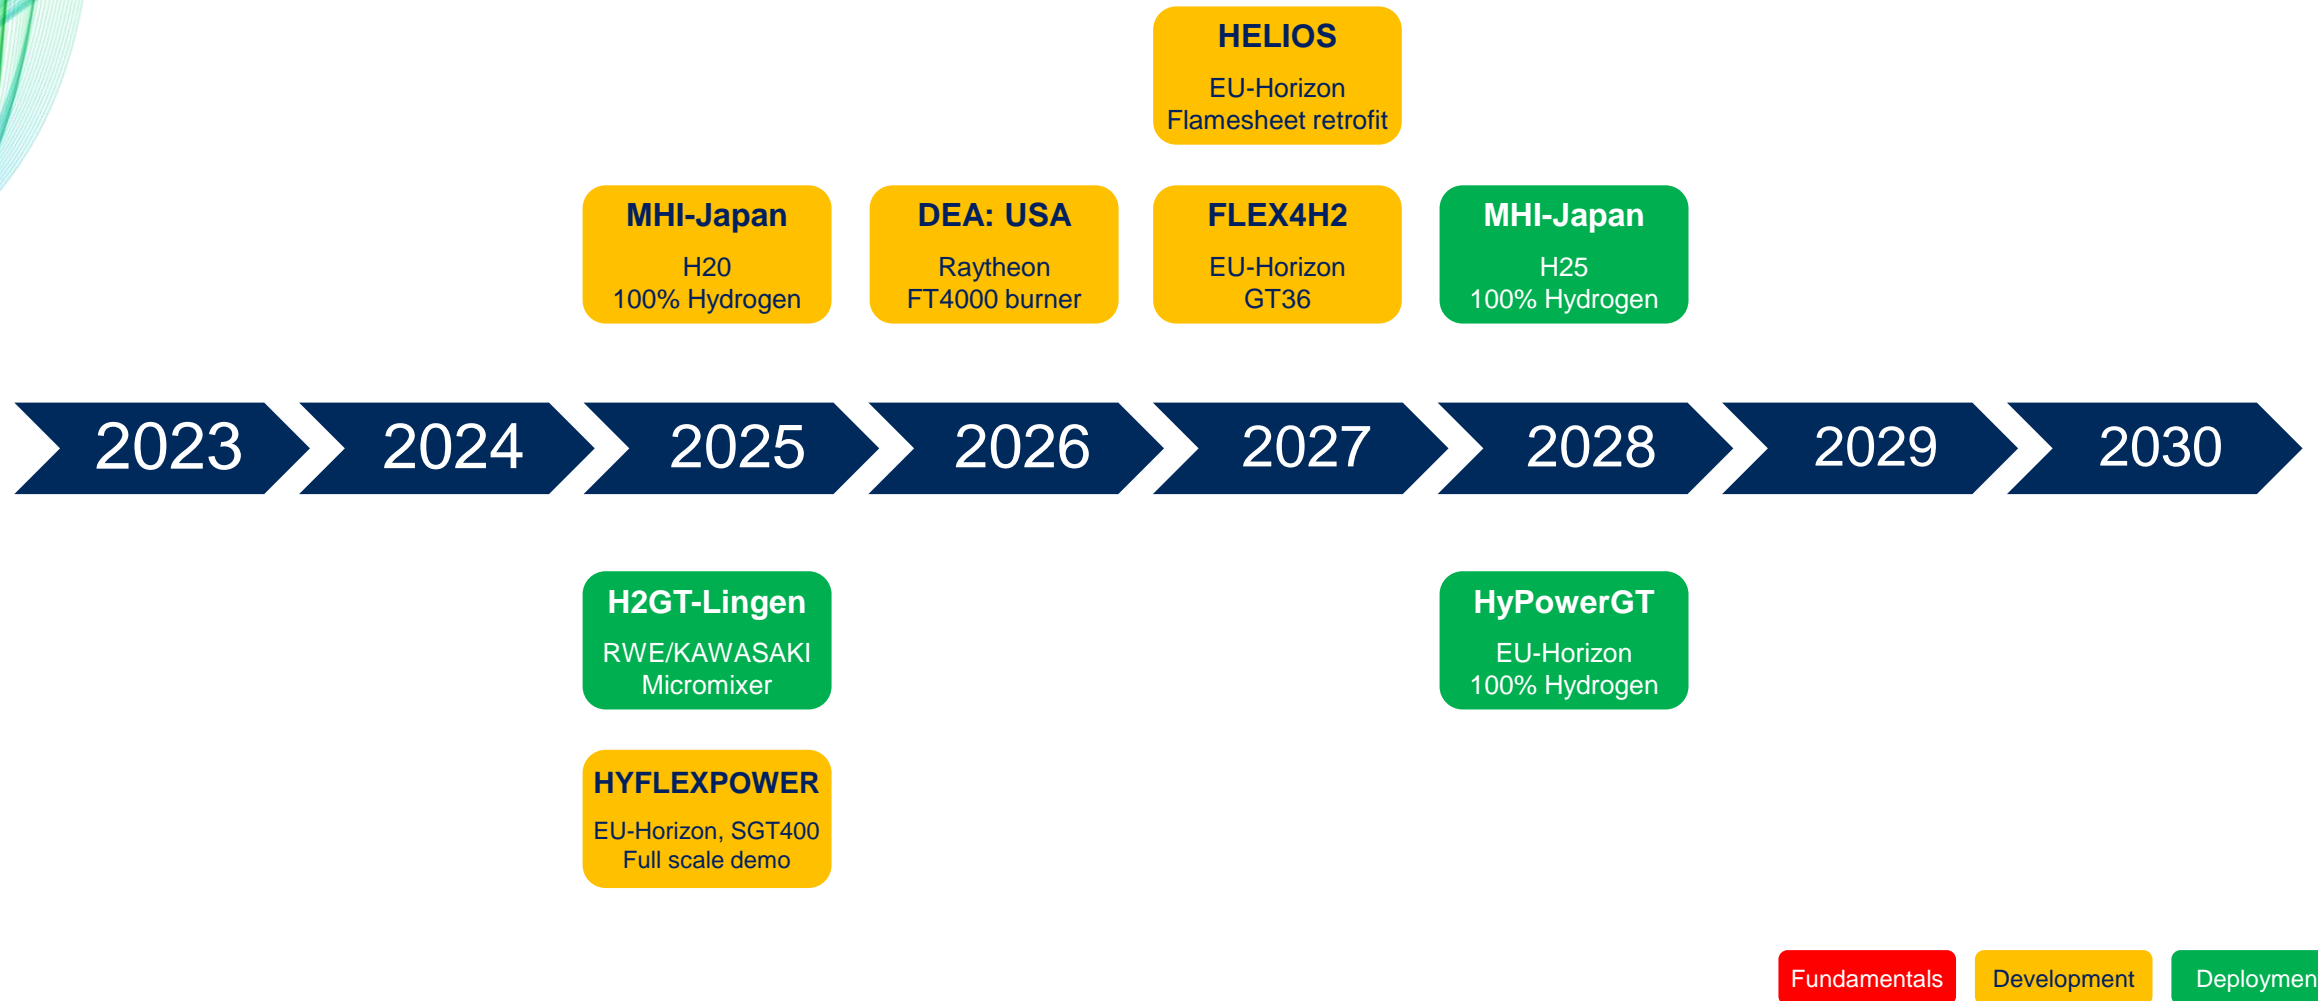 HELIOS
EU-Horizon
Flamesheet retrofit
MHI-Japan
H20
100% Hydrogen
DEA: USA
Raytheon
FT4000 burner
FLEX4H2
EU-Horizon
GT36
MHI-Japan
H25
100% Hydrogen
2023
2024
2025
2026
2027
2028
2029
2030
H2GT-Lingen
RWE/KAWASAKI
Micromixer
HyPowerGT
EU-Horizon
100% Hydrogen
HYFLEXPOWER
EU-Horizon, SGT400
Full scale demo
Fundamentals
Development
Deploymen